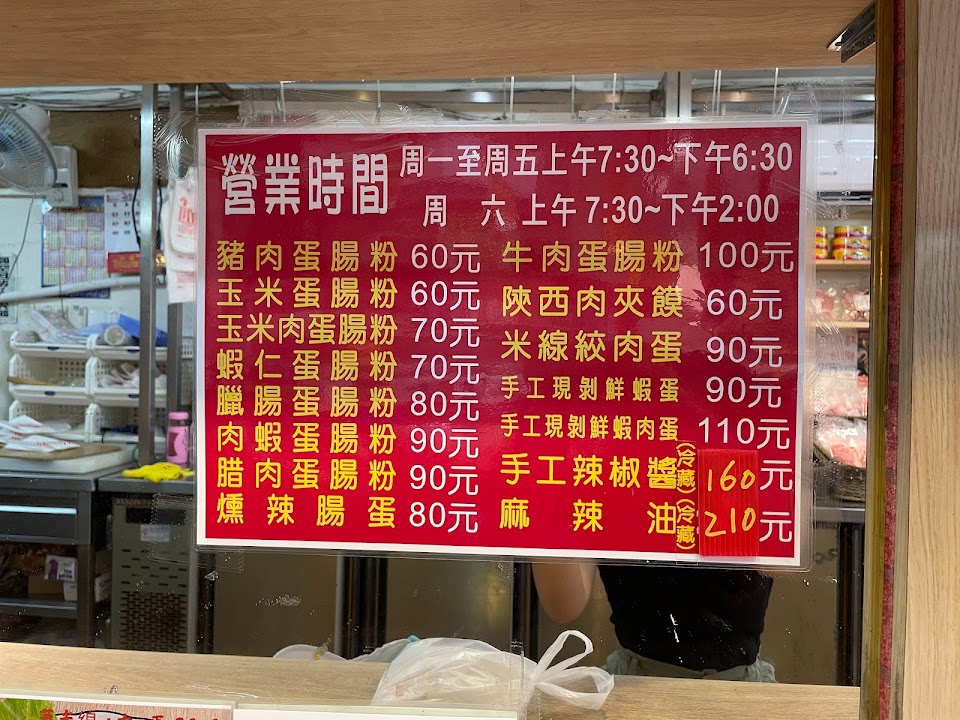 營業時間
周一至周五上午7:30~下午6:30
周 六 上午7:30~下午2:00
豬肉蛋腸粉 60元
玉米蛋腸粉 60元
玉米肉蛋腸粉 70元
蝦仁蛋腸粉 70元
臘腸蛋腸粉 80元
肉蝦蛋腸粉 90元
腊肉蛋腸粉 90元
燻辣腸蛋 80元
牛肉蛋腸粉 100元
陝西肉夾饃 60元
米線絞肉蛋 90元
手工現剝鮮蝦蛋 90元
手工現剝鮮蝦肉蛋 110元
手工辣椒醬(冷藏) 160元
麻辣油(冷藏) 210元